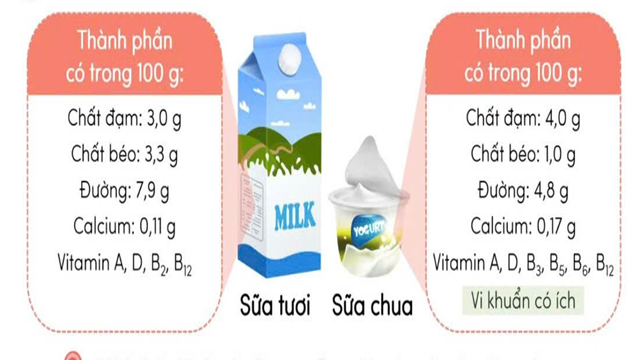 Thành phần
có trong 100 g:
Chất đạm: 3,0 g
Chất béo: 3,3 g
Đường: 7,9 g
Calcium: 0,11 g
Vitamin A, D, B₂, B₁₂
MILK
Sữa tươi
YOGURT
Sữa chua
Thành phần
có trong 100 g:
Chất đạm: 4,0 g
Chất béo: 1,0 g
Đường: 4,8 g
Calcium: 0,17 g
Vitamin A, D, B₃, B₅, B₆, B₁₂
Vi khuẩn có ích